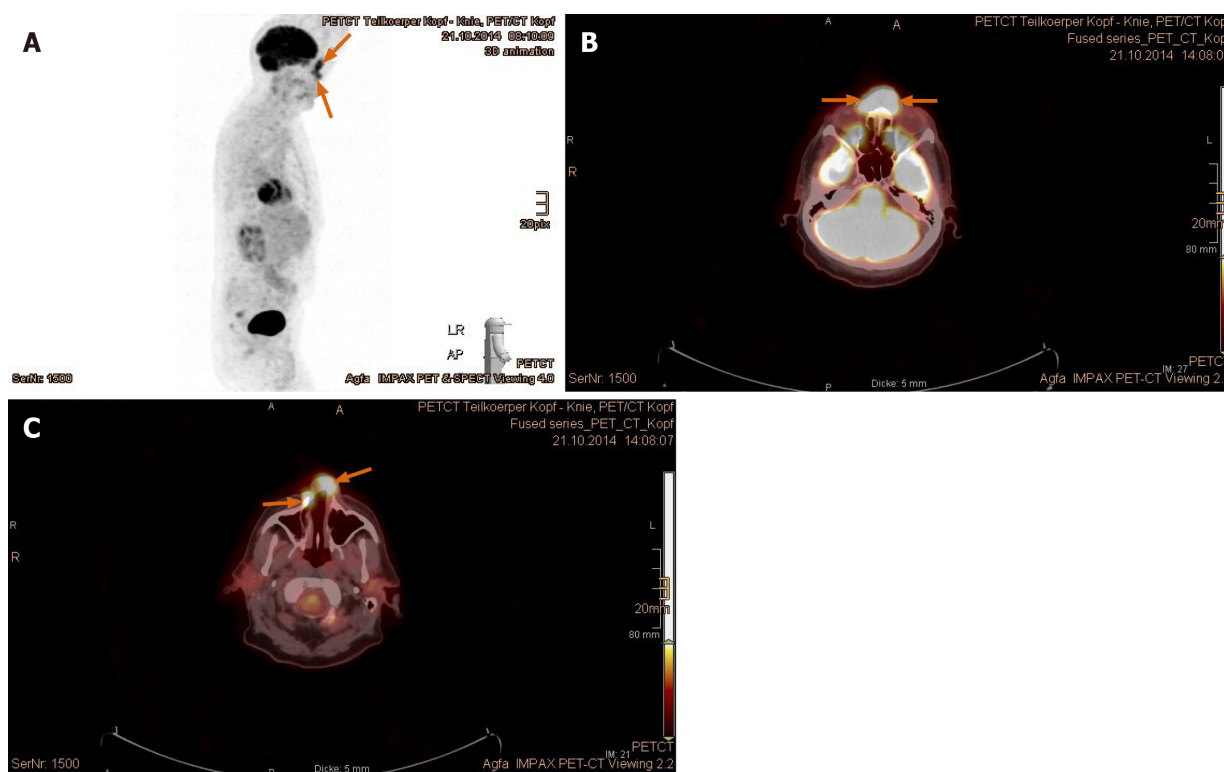 A
PETCT Teilkoerper Kopf - Knie, PET/CT Kopf
21.10.2014 08:10:09
3D animation
20pix
LR
AP
PETCT
SerNr: 1500
Agfa IMPAX PET & SPECT Viewing 4.0
B
A
A
PETCT Teilkoerper Kopf - Knie, PET/CT Kop
Fused series_PET_CT_Kop
21.10.2014 14:08:0
R
R
L
20mm
80 mm
PETC
IM: 27
SerNr: 1500
P
Dicke: 5 mm
Agfa IMPAX PET-CT Viewing 2.
C
A
A
PETCT Teilkoerper Kopf - Knie, PET/CT Kopf
Fused series_PET_CT_Kopf
21.10.2014 14:08:07
R
R
L
20mm
80 mm
PETCT
IM: 21
SerNr: 1500
Dicke: 5 mm
Agfa IMPAX PET-CT Viewing 2.2